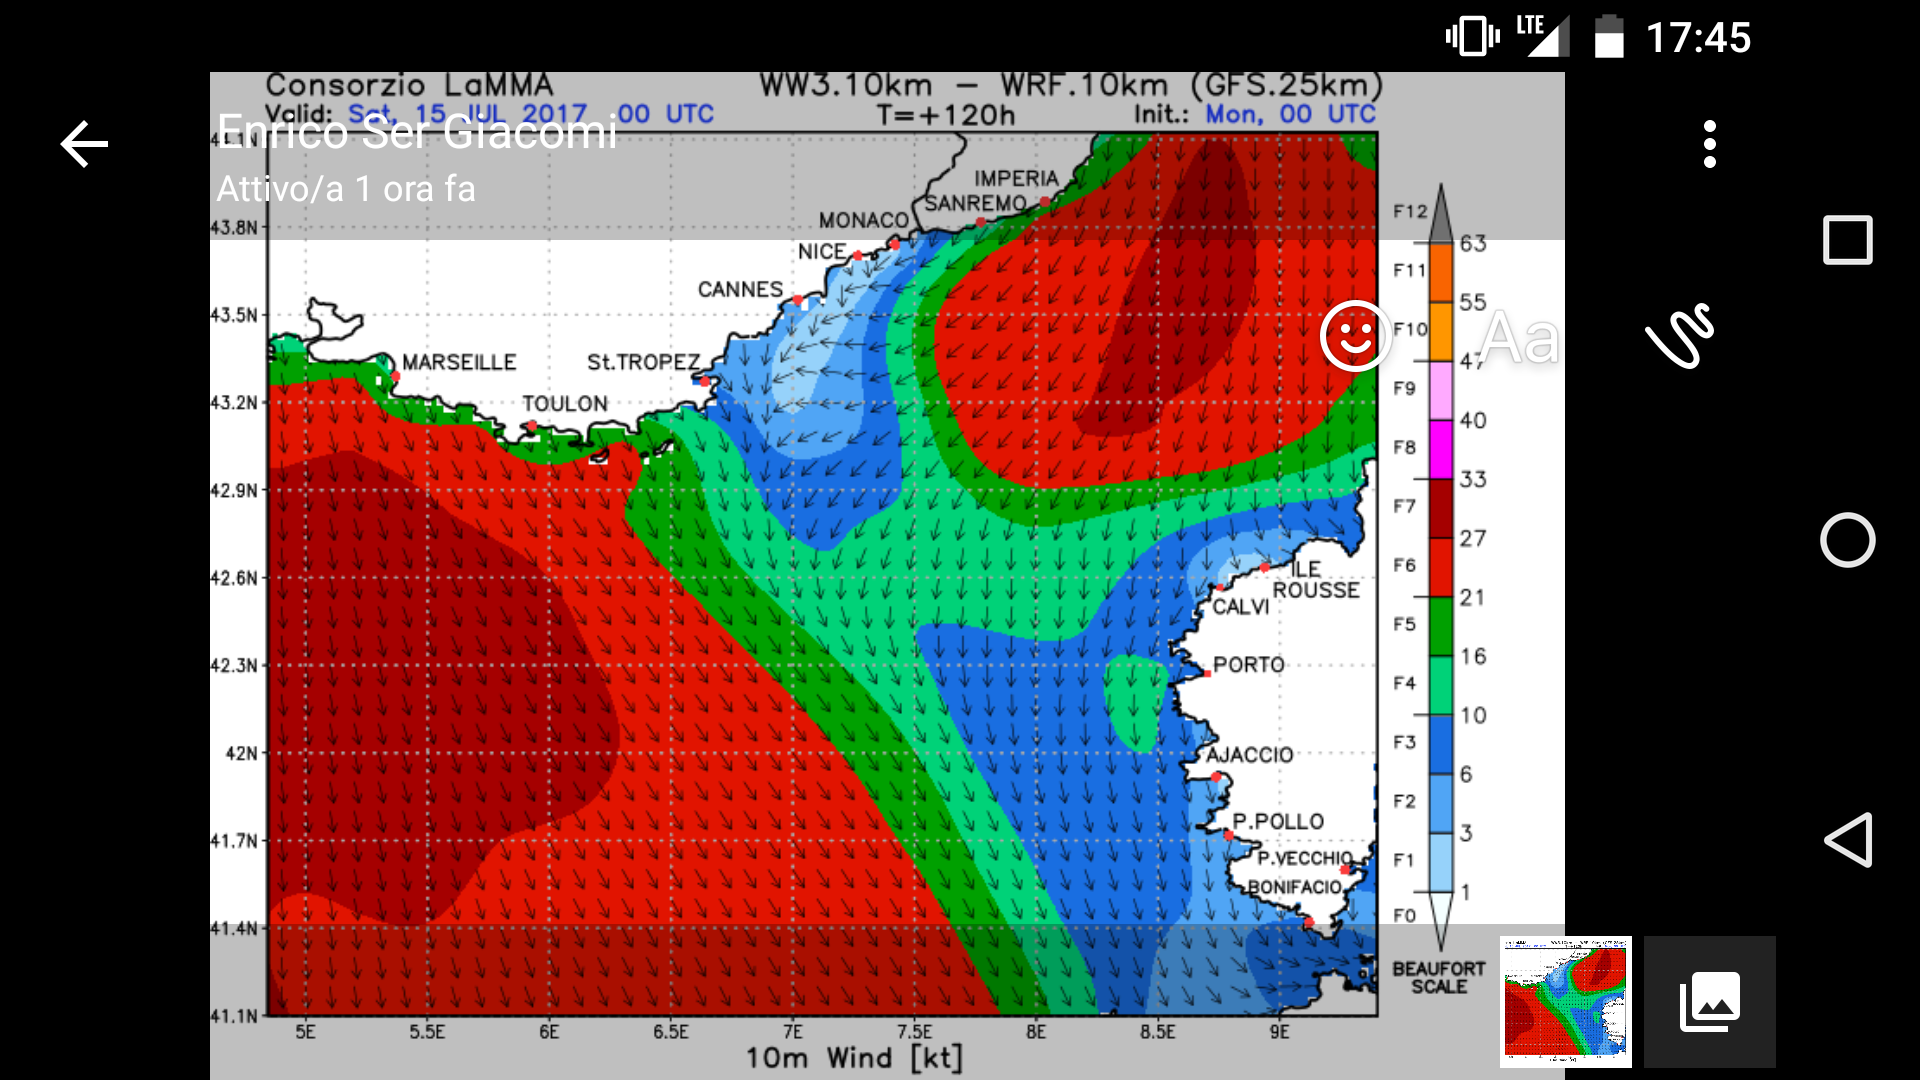 LTE 17:45
Consorzio LaMMA WW3.10km – WRF.10km (GFS.25km)
Valid: Sat, 15 JUL 2017 00 UTC T=+120h Init.: Mon, 00 UTC
Enrico Ser Giacomi
Attivo/a 1 ora fa
44.1N
43.8N
43.5N
43.2N
42.9N
42.6N
42.3N
42N
41.7N
41.4N
41.1N
IMPERIA
SANREMO
MONACO
NICE
CANNES
MARSEILLE
St.TROPEZ
TOULON
ILE
ROUSSE
CALVI
PORTO
AJACCIO
P.POLLO
P.VECCHIO
BONIFACIO
F12
63
F11
55
F10
47
Aa
F9
40
F8
33
F7
27
F6
21
F5
16
F4
10
F3
6
F2
3
F1
1
F0
BEAUFORT
SCALE
5E 5.5E 6E 6.5E 7E 7.5E 8E 8.5E 9E
10m Wind [kt]